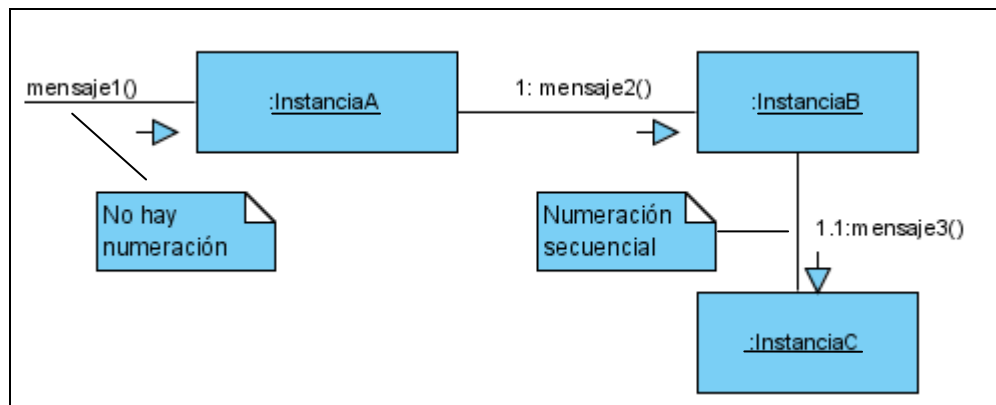 mensaje1()
:InstanciaA
1: mensaje2()
:InstanciaB
No hay
numeración
Numeración
secuencial
1.1:mensaje3()
:InstanciaC